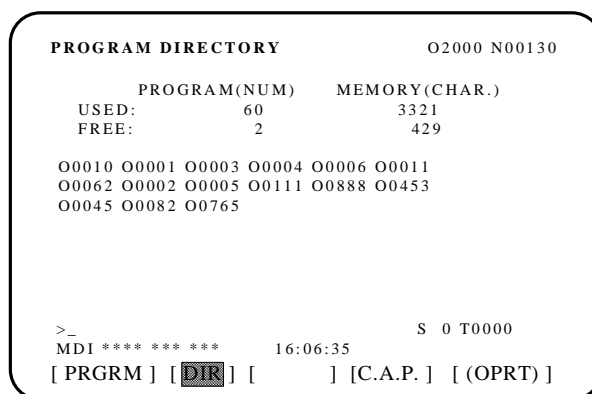 PROGRAM DIRECTORY O2000 N00130
PROGRAM(NUM) MEMORY(CHAR.)
USED: 60 3321
FREE: 2 429
O0010 O0001 O0003 O0004 O0006 O0011
O0062 O0002 O0005 O0111 O0888 O0453
O0045 O0082 O0765
>_ S 0 T0000
MDI **** *** *** 16:06:35
[ PRGRM ] [ DIR ] [ ] [C.A.P. ] [ (OPRT) ]